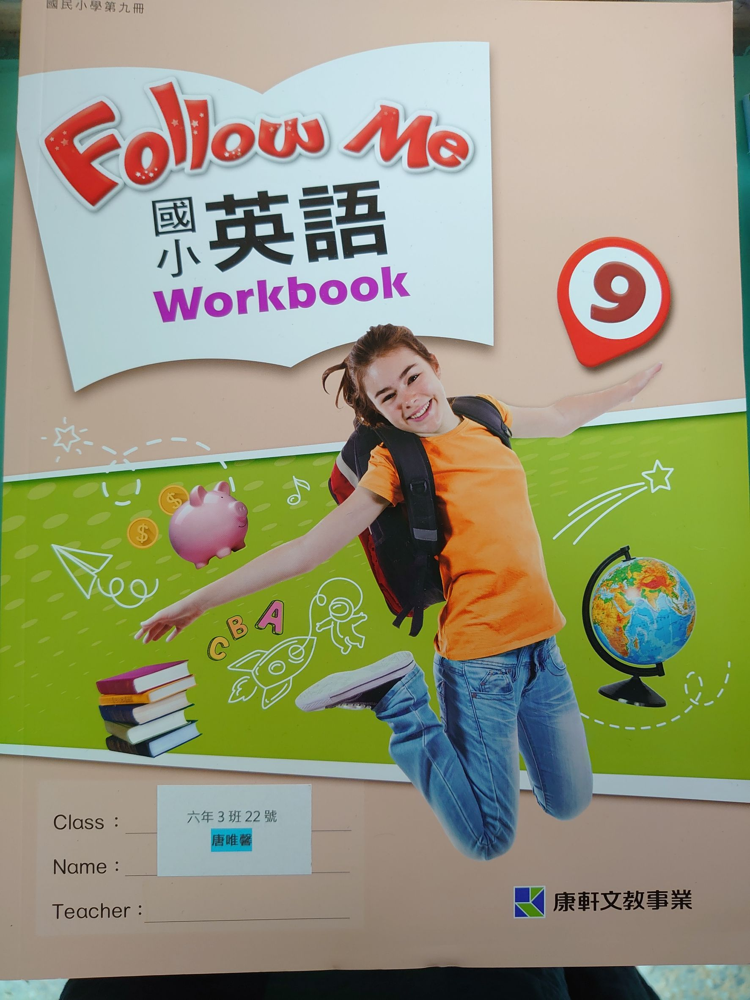 國民小學第九冊
Follow Me
國小英語
Workbook
9
C B A
Class：
六年 3 班 22 號
唐唯馨
Name：
Teacher：
康軒文教事業